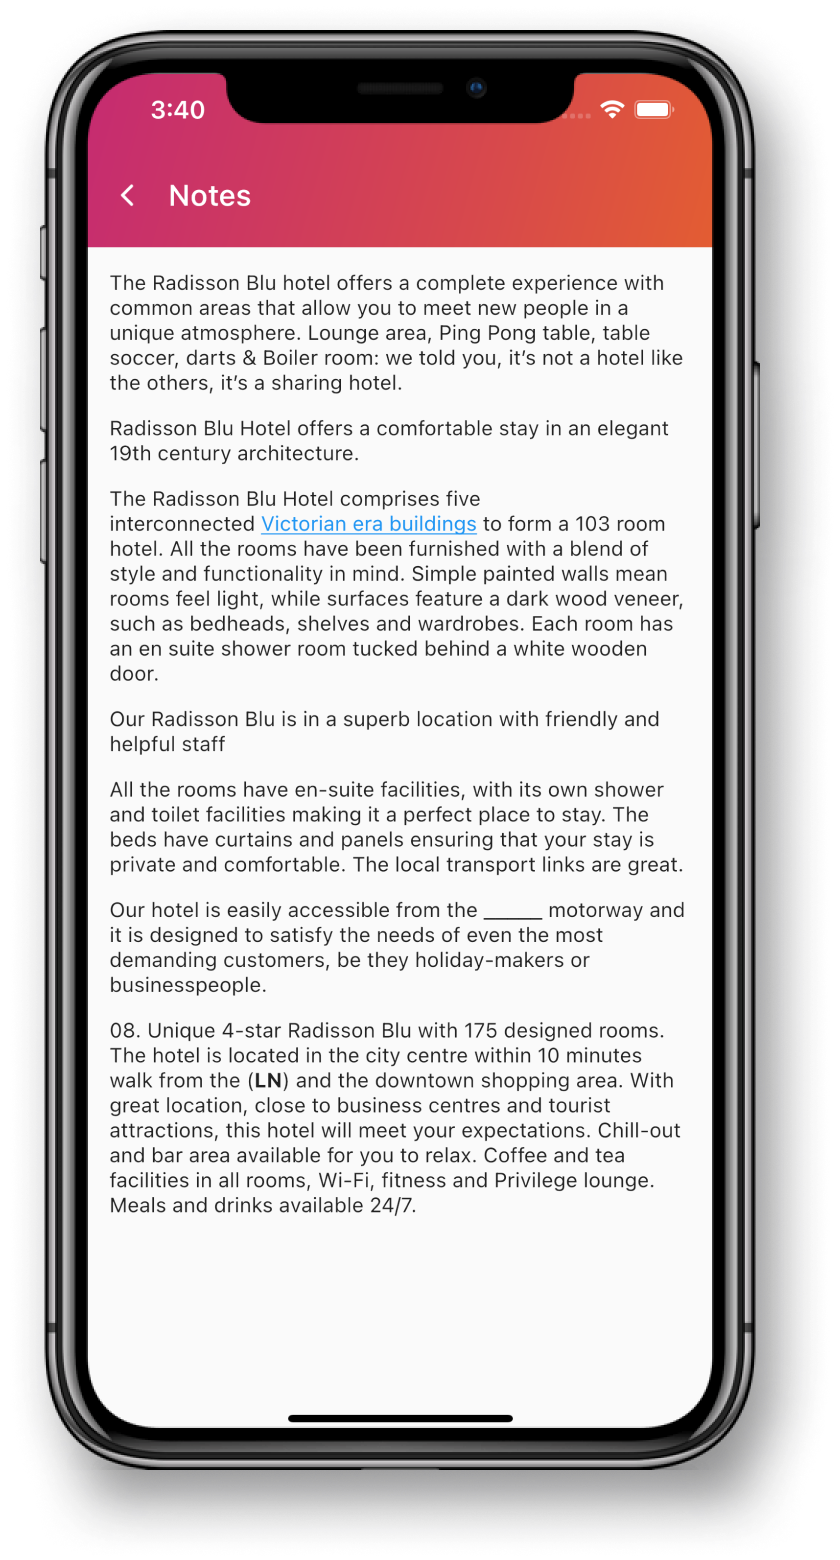 3:40
Notes
The Radisson Blu hotel offers a complete experience with
common areas that allow you to meet new people in a
unique atmosphere. Lounge area, Ping Pong table, table
soccer, darts & Boiler room: we told you, it’s not a hotel like
the others, it’s a sharing hotel.
Radisson Blu Hotel offers a comfortable stay in an elegant
19th century architecture.
The Radisson Blu Hotel comprises five
interconnected Victorian era buildings to form a 103 room
hotel. All the rooms have been furnished with a blend of
style and functionality in mind. Simple painted walls mean
rooms feel light, while surfaces feature a dark wood veneer,
such as bedheads, shelves and wardrobes. Each room has
an en suite shower room tucked behind a white wooden
door.
Our Radisson Blu is in a superb location with friendly and
helpful staff
All the rooms have en-suite facilities, with its own shower
and toilet facilities making it a perfect place to stay. The
beds have curtains and panels ensuring that your stay is
private and comfortable. The local transport links are great.
Our hotel is easily accessible from the ______ motorway and
it is designed to satisfy the needs of even the most
demanding customers, be they holiday-makers or
businesspeople.
08. Unique 4-star Radisson Blu with 175 designed rooms.
The hotel is located in the city centre within 10 minutes
walk from the (LN) and the downtown shopping area. With
great location, close to business centres and tourist
attractions, this hotel will meet your expectations. Chill-out
and bar area available for you to relax. Coffee and tea
facilities in all rooms, Wi-Fi, fitness and Privilege lounge.
Meals and drinks available 24/7.